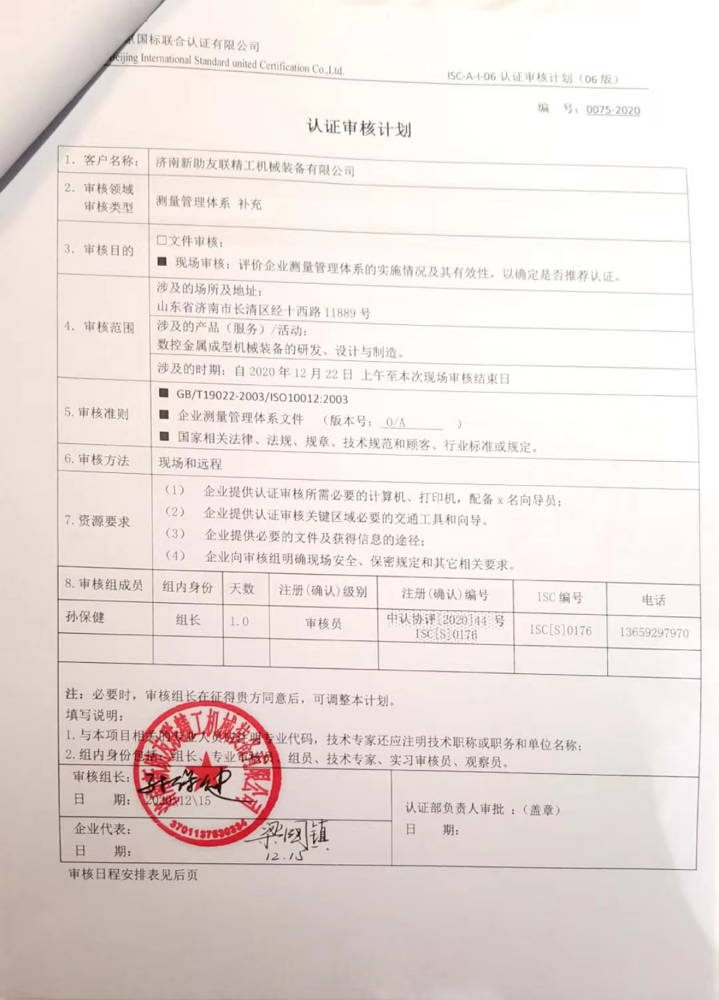 京国标联合认证有限公司
Beijing International Standard united Certification Co.,Ltd.
ISC-A-I-06 认证审核计划（06 版）
编 号：0075-2020
认证审核计划
1. 客户名称： 济南新助友联精工机械装备有限公司
2. 审核领域
审核类型
测量管理体系 补充
3. 审核目的
□文件审核；
■ 现场审核：评价企业测量管理体系的实施情况及其有效性，以确定是否推荐认证。
4. 审核范围
涉及的场所及地址：
山东省济南市长清区经十西路 11889 号
涉及的产品（服务）/活动：
数控金属成型机械装备的研发、设计与制造。
涉及的时期：自 2020 年 12 月 22 日 上午至本次现场审核结束日
5.审核准则
■ GB/T19022-2003/ISO10012:2003
■ 企业测量管理体系文件 （版本号： O/A ）
■ 国家相关法律、法规、规章、技术规范和顾客、行业标准或规定。
6.审核方法 现场和远程
7.资源要求
（1） 企业提供认证审核所需必要的计算机、打印机，配备 x 名向导员；
（2） 企业提供认证审核关键区域必要的交通工具和向导。
（3） 企业提供必要的文件及获得信息的途径；
（4） 企业向审核组明确现场安全、保密规定和其它相关要求。
8.审核组成员 组内身份 天数 注册(确认)级别 注册(确认)编号 ISC 编号 电话
孙保健 组长 1.0 审核员 中认协评[2020]44 号 ISC[S]0176 13659297970
ISC[S]0176
注：必要时，审核组长在征得贵方同意后，可调整本计划。
填写说明：
1.与本项目相关的专业人员应注明专业代码，技术专家还应注明技术职称或职务和单位名称；
2.组内身份包括：组长、专业审核员、组员、技术专家、实习审核员、观察员。
审核组长： 孙保健
日 期： 2020\12\15
认证部负责人审批 ：（盖章）
日 期：
企业代表： 梁国镇
日 期： 12.15
3701137630334
审核日程安排表见后页